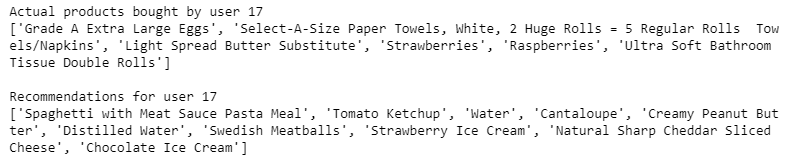 Actual products bought by user 17
['Grade A Extra Large Eggs', 'Select-A-Size Paper Towels, White, 2 Huge Rolls = 5 Regular Rolls  Tow
els/Napkins', 'Light Spread Butter Substitute', 'Strawberries', 'Raspberries', 'Ultra Soft Bathroom
Tissue Double Rolls']
Recommendations for user 17
['Spaghetti with Meat Sauce Pasta Meal', 'Tomato Ketchup', 'Water', 'Cantaloupe', 'Creamy Peanut But
ter', 'Distilled Water', 'Swedish Meatballs', 'Strawberry Ice Cream', 'Natural Sharp Cheddar Sliced
Cheese', 'Chocolate Ice Cream']